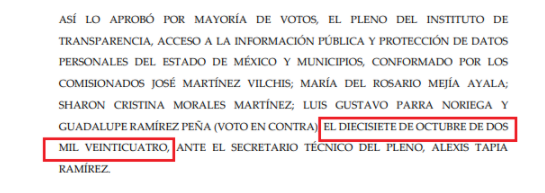 ASÍ LO APROBÓ POR MAYORÍA DE VOTOS, EL PLENO DEL INSTITUTO DE
TRANSPARENCIA, ACCESO A LA INFORMACIÓN PÚBLICA Y PROTECCIÓN DE DATOS
PERSONALES DEL ESTADO DE MÉXICO Y MUNICIPIOS, CONFORMADO POR LOS
COMISIONADOS JOSÉ MARTÍNEZ VILCHIS; MARÍA DEL ROSARIO MEJÍA AYALA;
SHARON CRISTINA MORALES MARTÍNEZ; LUIS GUSTAVO PARRA NORIEGA Y
GUADALUPE RAMÍREZ PEÑA (VOTO EN CONTRA) EL DIECISIETE DE OCTUBRE DE DOS
MIL VEINTICUATRO, ANTE EL SECRETARIO TÉCNICO DEL PLENO, ALEXIS TAPIA
RAMÍREZ.